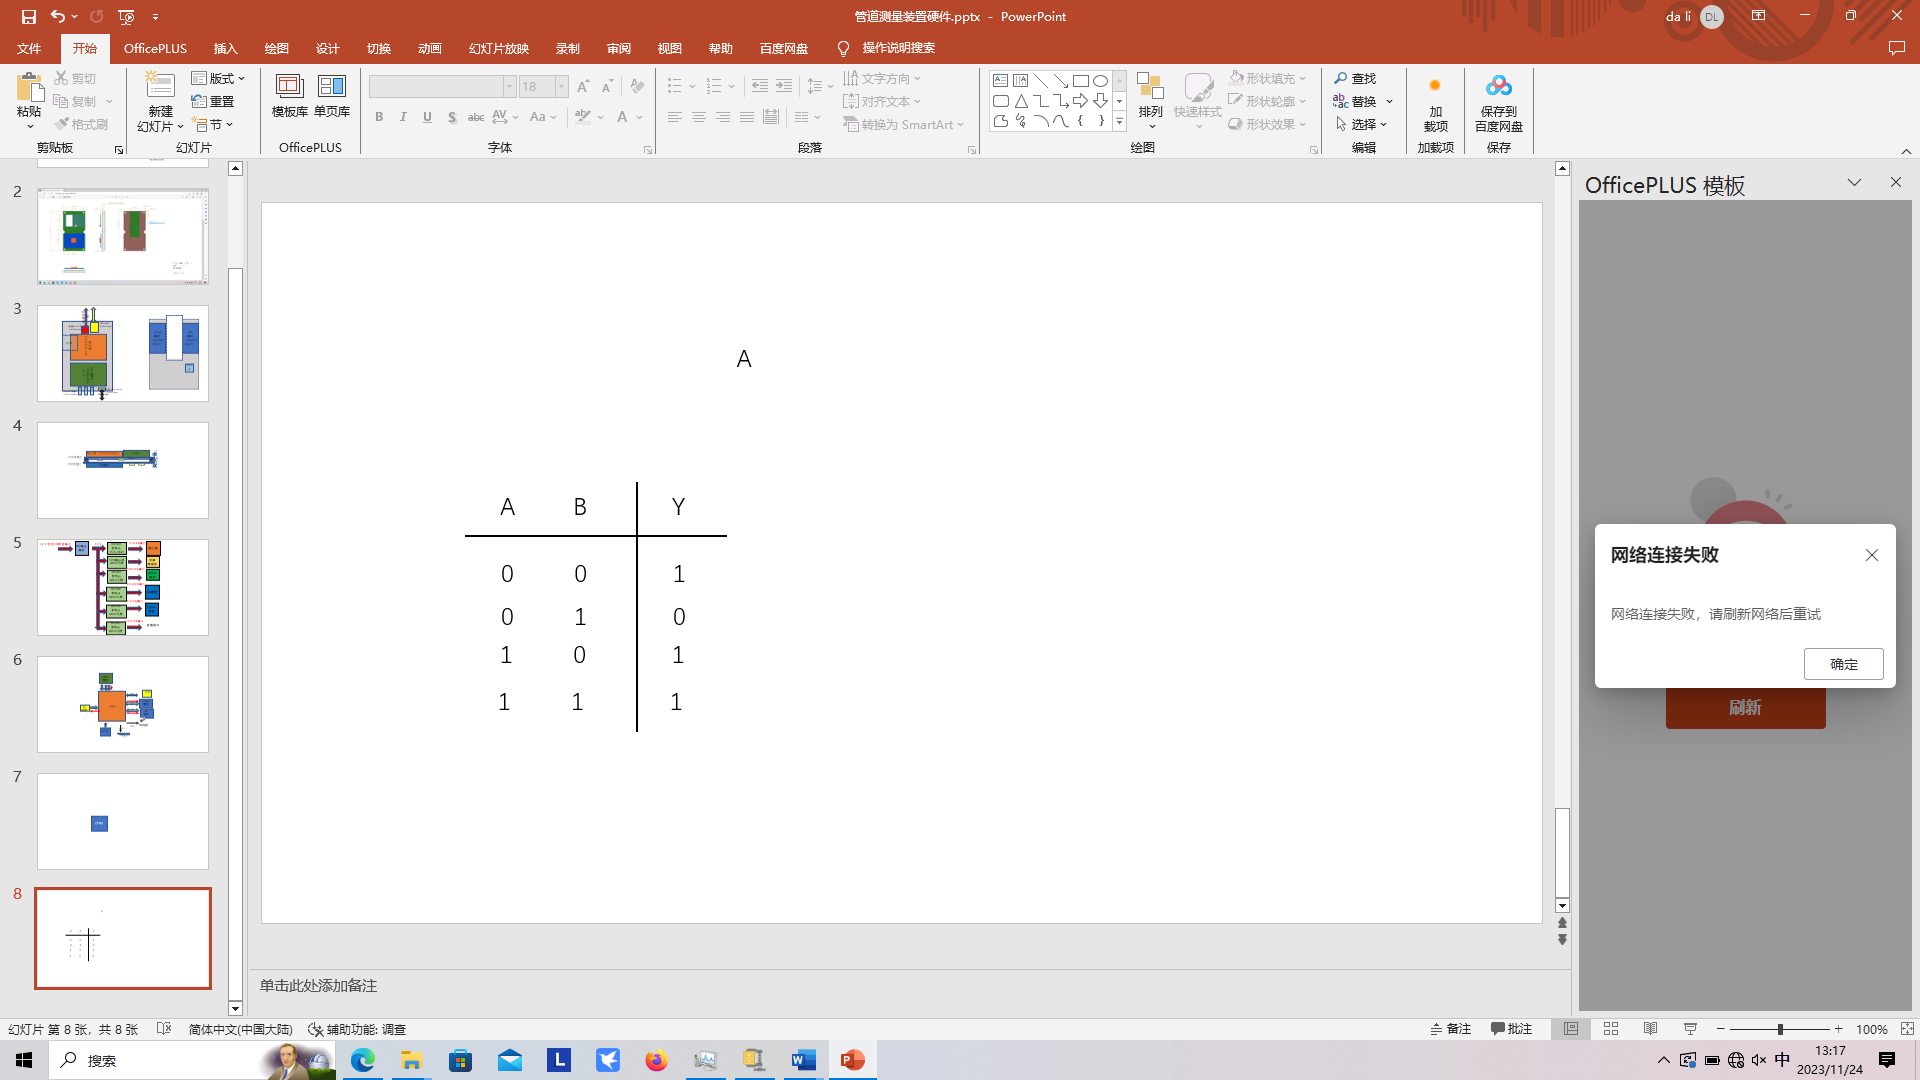 管道测量装置硬件.pptx - PowerPoint
da li
DL
文件 开始 OfficePLUS 插入 绘图 设计 切换 动画 幻灯片放映 录制 审阅 视图 帮助 百度网盘 操作说明搜索
粘贴
剪切
复制
格式刷
剪贴板
新建
幻灯片
版式
重置
节
幻灯片
模板库 单页库
OfficePLUS
18
字体
文字方向
对齐文本
转换为 SmartArt
段落
排列
快速样式
形状填充
形状轮廓
形状效果
绘图
查找
替换
选择
编辑
加
载项
加载项
保存到
百度网盘
保存
2
3
4
5
6
7
8
A
A B Y
0 0 1
0 1 0
1 0 1
1 1 1
OfficePLUS 模板
网络连接失败
网络连接失败，请刷新网络后重试
确定
刷新
单击此处添加备注
幻灯片 第 8 张，共 8 张
简体中文(中国大陆)
辅助功能: 调查
备注
批注
100%
搜索
中
13:17
2023/11/24